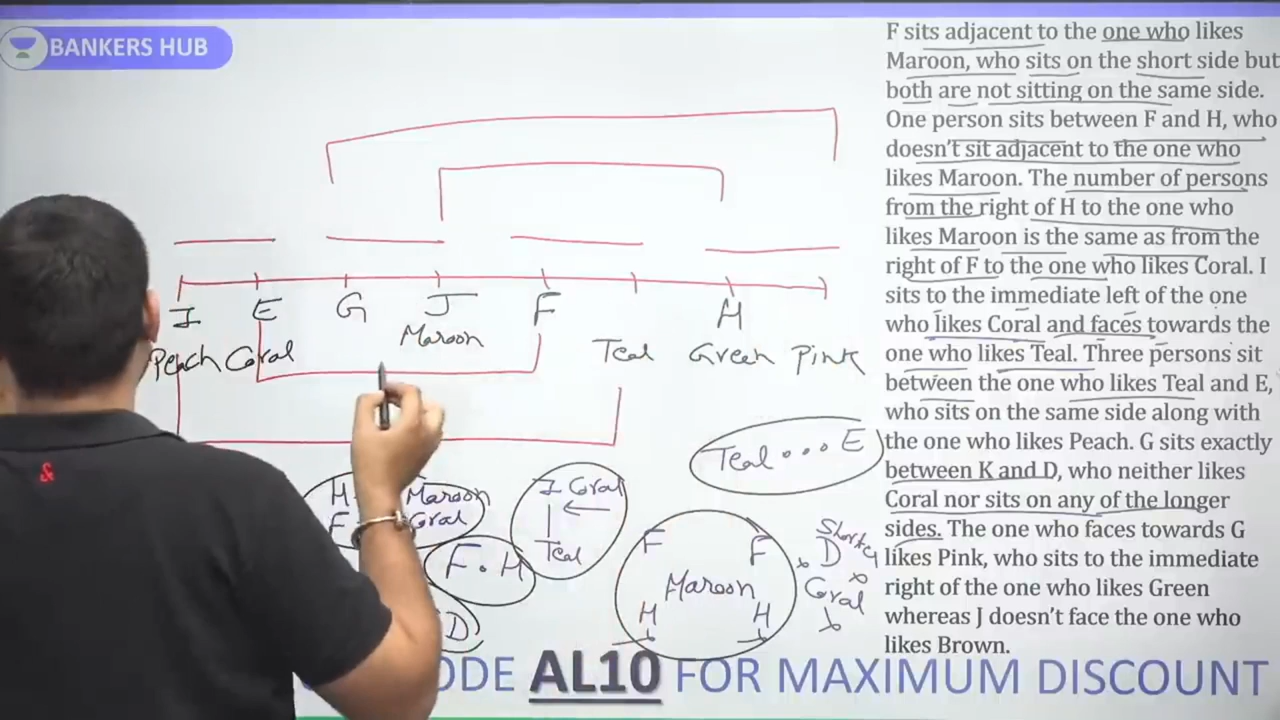 BANKERS HUB
F sits adjacent to the one who likes
Maroon, who sits on the short side but
both are not sitting on the same side.
One person sits between F and H, who
doesn't sit adjacent to the one who
likes Maroon. The number of persons
from the right of H to the one who
likes Maroon is the same as from the
right of F to the one who likes Coral. I
sits to the immediate left of the one
who likes Coral and faces towards the
one who likes Teal. Three persons sit
between the one who likes Teal and E,
who sits on the same side along with
the one who likes Peach. G sits exactly
between K and D, who neither likes
Coral nor sits on any of the longer
sides. The one who faces towards G
likes Pink, who sits to the immediate
right of the one who likes Green
whereas J doesn't face the one who
likes Brown.
I E G J F H
Maroon
Peach Coral Teal Green Pink
Teal E
H Maroon
F Coral
I Coral
Teal
F . H
D
F F
Maroon
H H
Shorter
D
Coral
ODE AL10 FOR MAXIMUM DISCOUNT
&